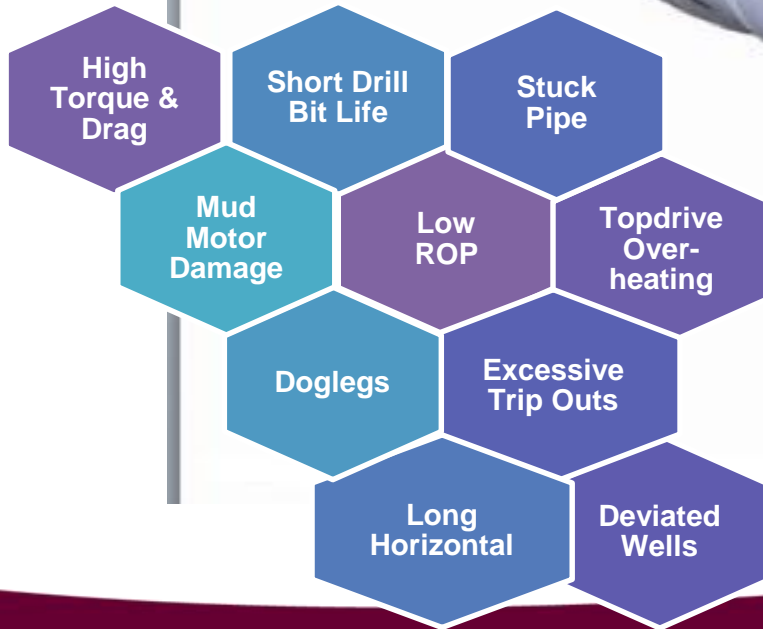 High
Torque &
Drag
Short Drill
Bit Life
Stuck
Pipe
Mud
Motor
Damage
Low
ROP
Topdrive
Over-
heating
Doglegs
Excessive
Trip Outs
Long
Horizontal
Deviated
Wells